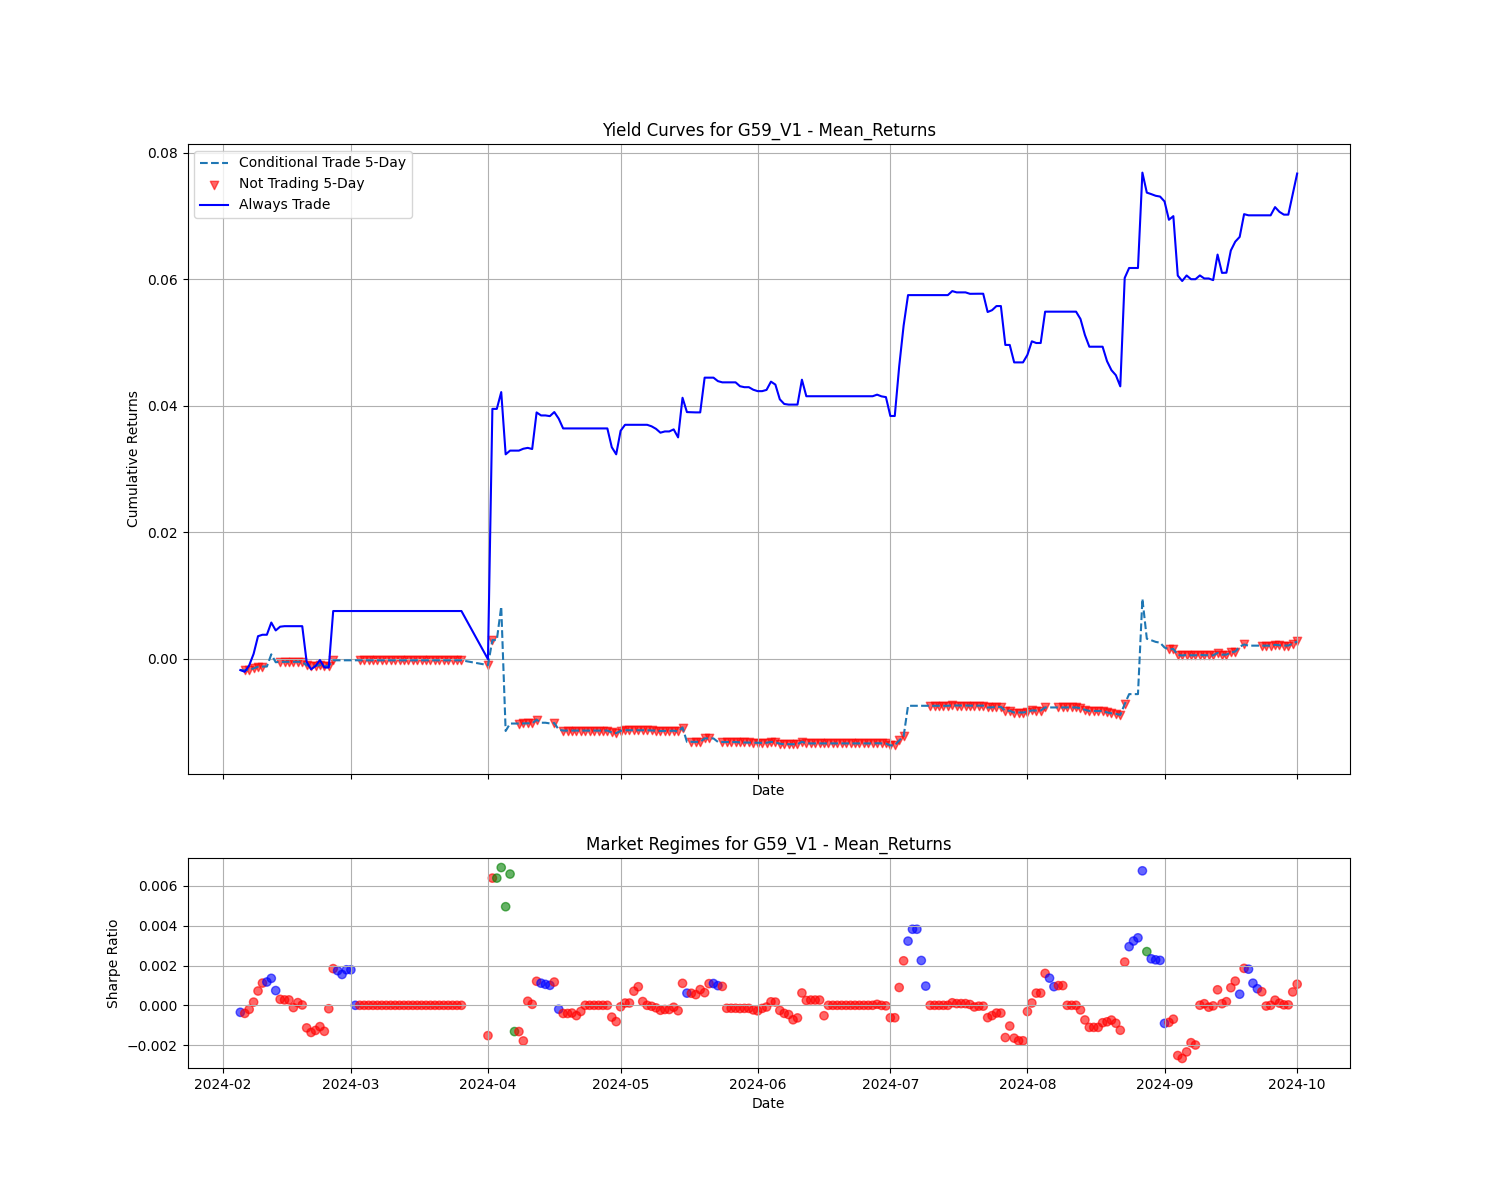 Yield Curves for G59_V1 - Mean_Returns
Conditional Trade 5-Day
Not Trading 5-Day
Always Trade
0.08
0.06
0.04
0.02
0.00
Cumulative Returns
Date
Market Regimes for G59_V1 - Mean_Returns
0.006
0.004
0.002
0.000
−0.002
Sharpe Ratio
2024-02
2024-03
2024-04
2024-05
2024-06
2024-07
2024-08
2024-09
2024-10
Date